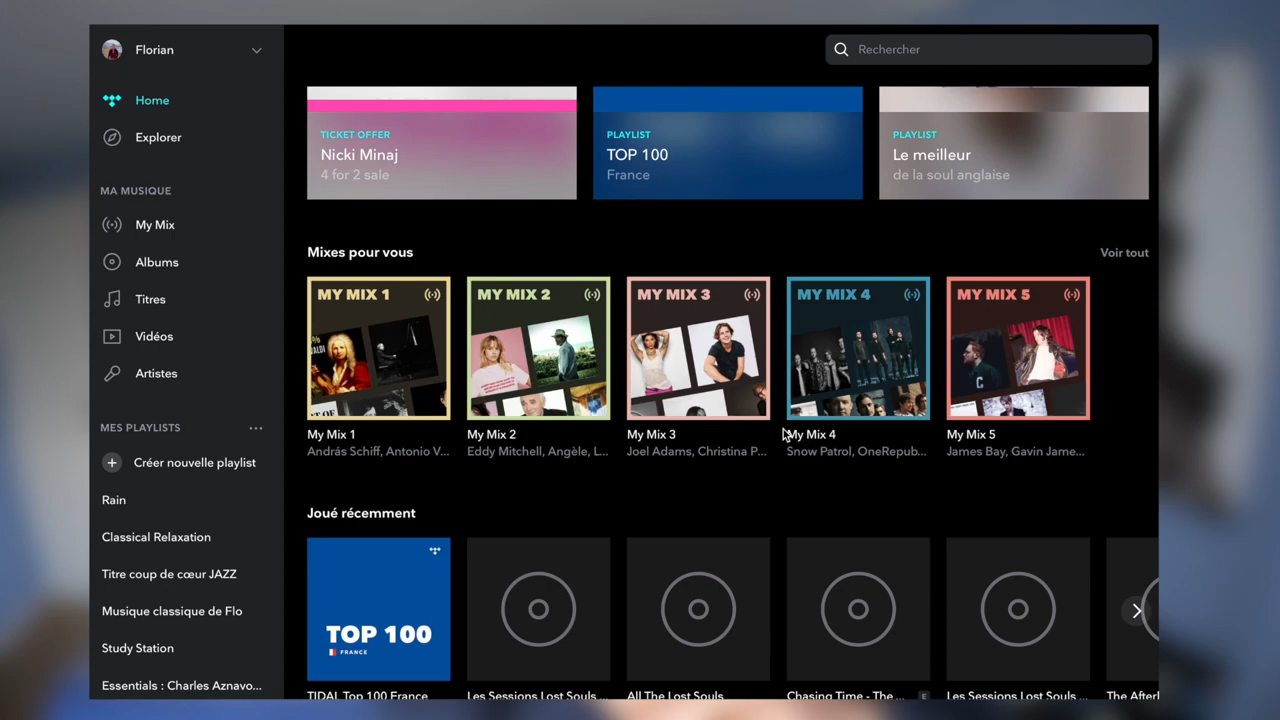 Florian
Rechercher
Home
Explorer
MA MUSIQUE
My Mix
Albums
Titres
Vidéos
Artistes
MES PLAYLISTS
Créer nouvelle playlist
Rain
Classical Relaxation
Titre coup de cœur JAZZ
Musique classique de Flo
Study Station
Essentials : Charles Aznavo...
TICKET OFFER
Nicki Minaj
4 for 2 sale
PLAYLIST
TOP 100
France
PLAYLIST
Le meilleur
de la soul anglaise
Mixes pour vous
Voir tout
MY MIX 1
MY MIX 2
MY MIX 3
MY MIX 4
MY MIX 5
My Mix 1
András Schiff, Antonio V...
My Mix 2
Eddy Mitchell, Angèle, L...
My Mix 3
Joel Adams, Christina P...
My Mix 4
Snow Patrol, OneRepub...
My Mix 5
James Bay, Gavin Jame...
Joué récemment
TOP 100
FRANCE
TIDAL Top 100 France
Les Sessions Lost Souls ...
All The Lost Souls
Chasing Time - The ...
E
Les Sessions Lost Souls ...
The Afterl